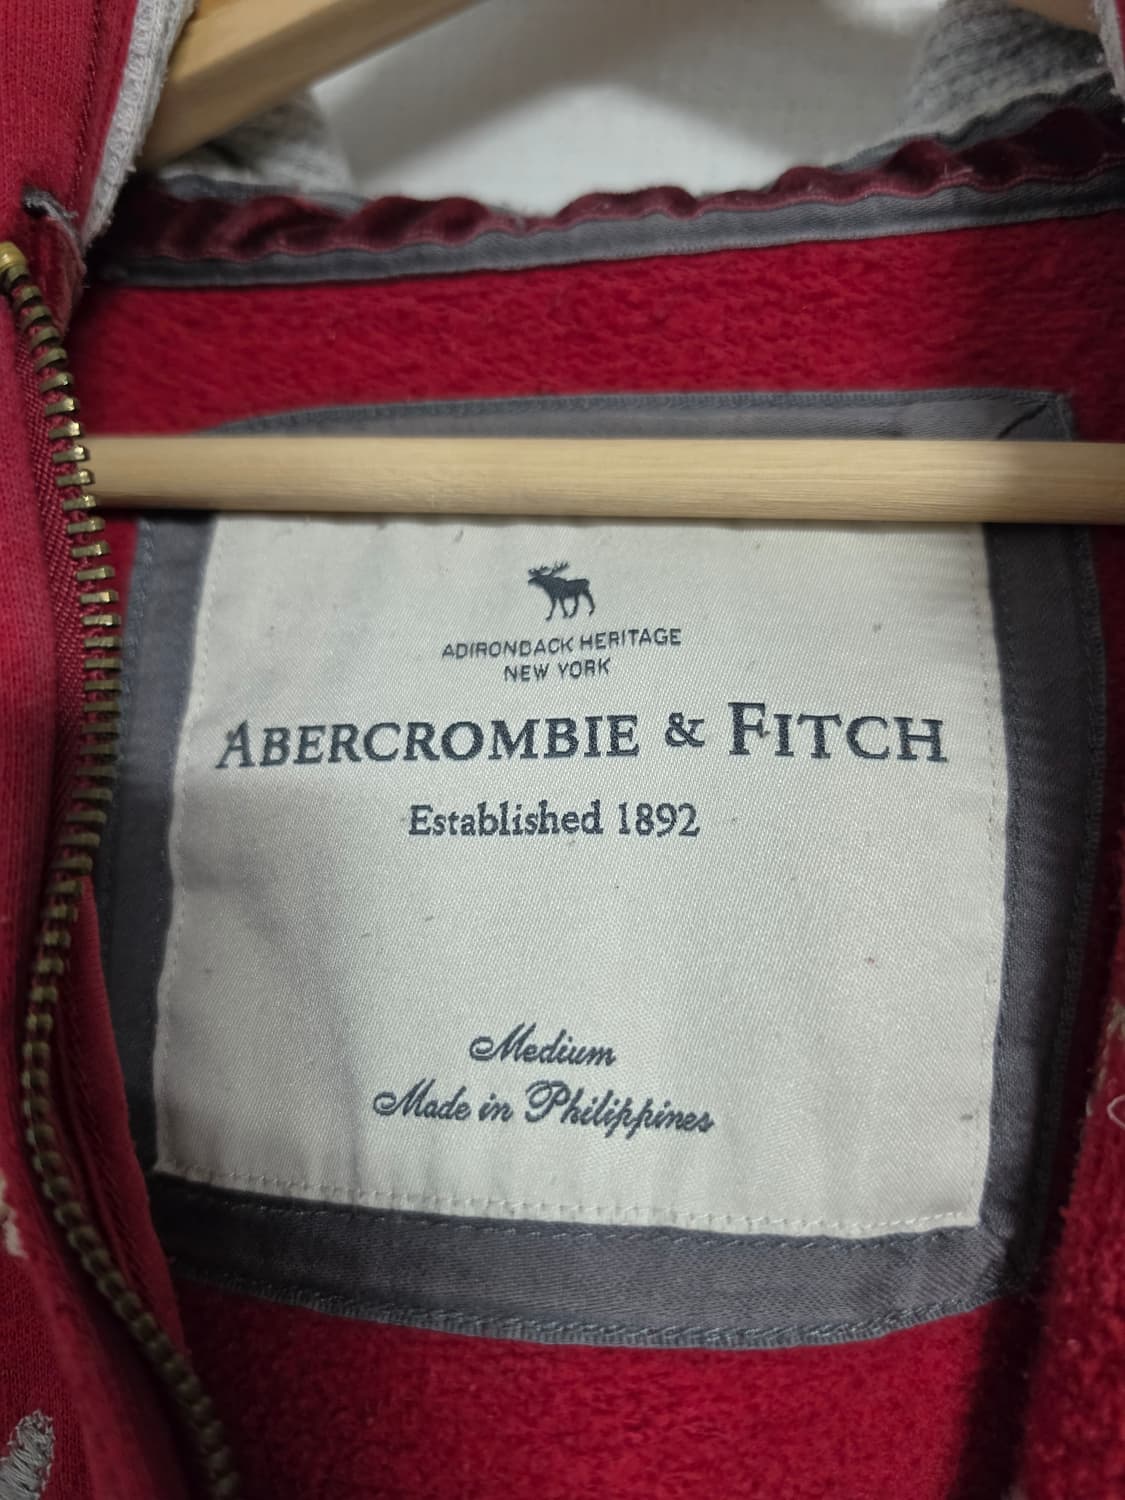 ADIRONDACK HERITAGE
NEW YORK
ABERCROMBIE & FITCH
Established 1892
Medium
Made in Philippines